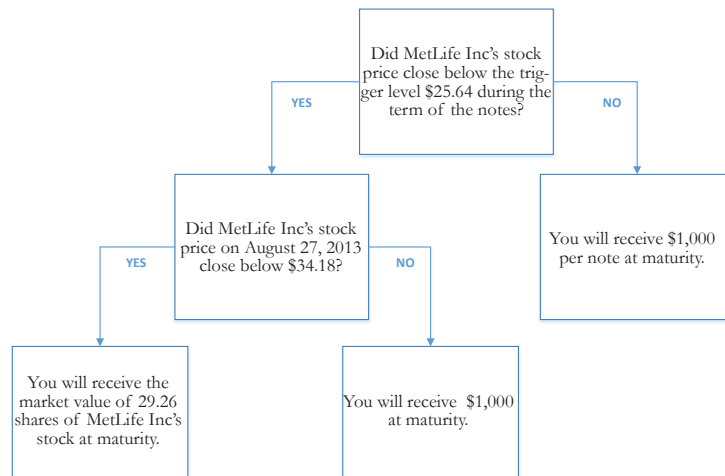 Did MetLife Inc's stock
price close below the trig-
ger level $25.64 during the
term of the notes?
YES
NO
Did MetLife Inc's stock
price on August 27, 2013
close below $34.18?
You will receive $1,000
per note at maturity.
YES
NO
You will receive the
market value of 29.26
shares of MetLife Inc's
stock at maturity.
You will receive $1,000
at maturity.